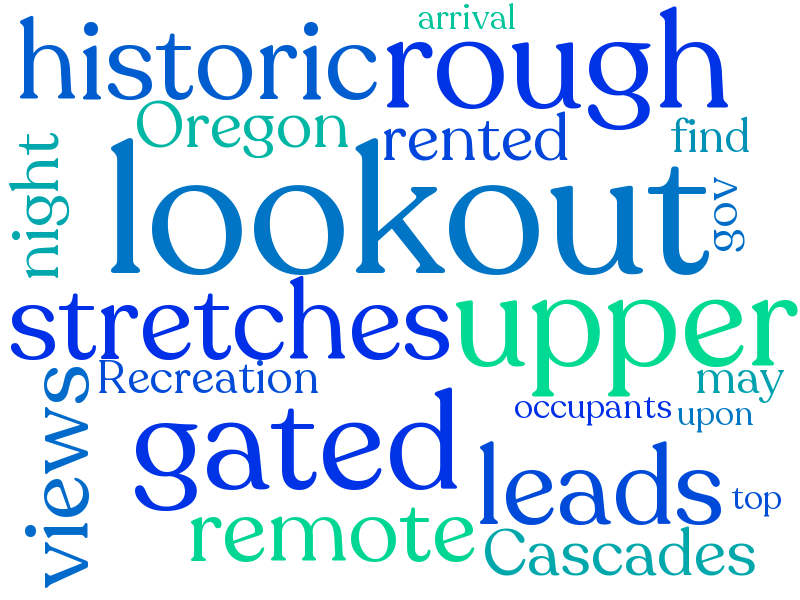 arrival
historic
rough
Oregon
rented
find
night
lookout
gov
stretches
upper
Recreation
may
views
occupants
upon
gated
leads
top
remote
Cascades